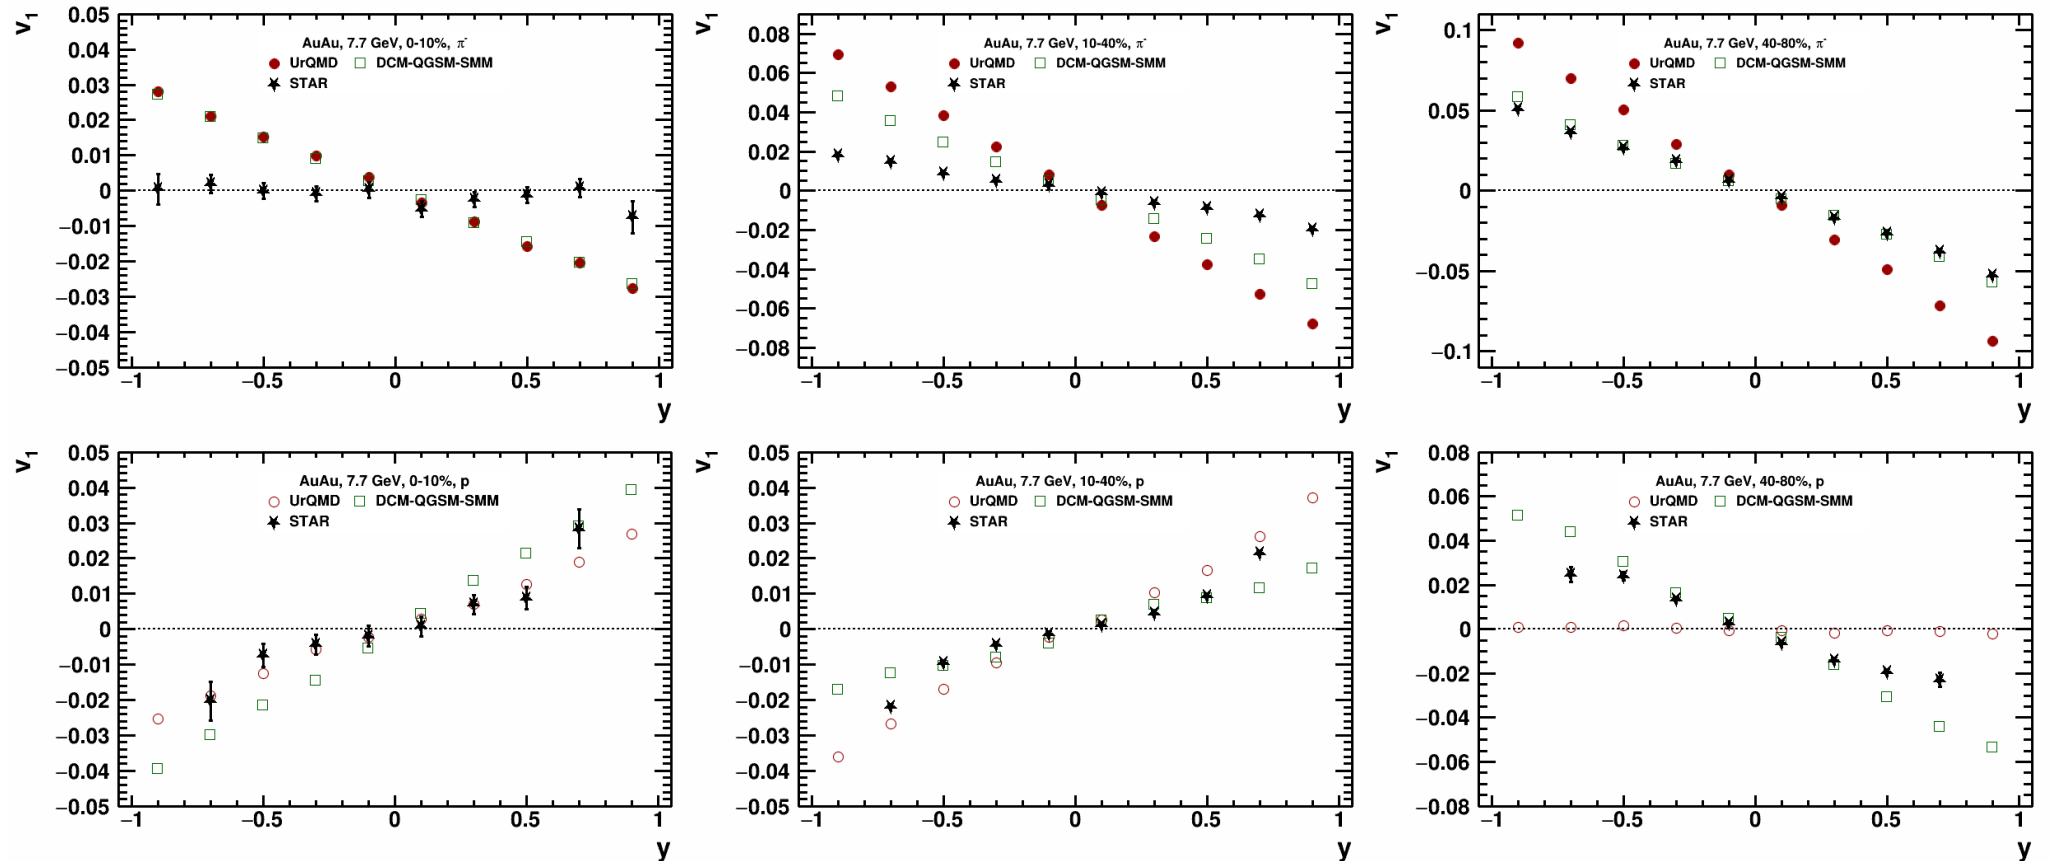 v1
0.05
0.04
0.03
0.02
0.01
0
−0.01
−0.02
−0.03
−0.04
−0.05
AuAu, 7.7 GeV, 0-10%, π-
UrQMD DCM-QGSM-SMM
STAR
−1 −0.5 0 0.5 1
y
v1
0.08
0.06
0.04
0.02
0
−0.02
−0.04
−0.06
−0.08
AuAu, 7.7 GeV, 10-40%, π-
UrQMD DCM-QGSM-SMM
STAR
−1 −0.5 0 0.5 1
y
v1
0.1
0.05
0
−0.05
−0.1
AuAu, 7.7 GeV, 40-80%, π-
UrQMD DCM-QGSM-SMM
STAR
−1 −0.5 0 0.5 1
y
v1
0.05
0.04
0.03
0.02
0.01
0
−0.01
−0.02
−0.03
−0.04
−0.05
AuAu, 7.7 GeV, 0-10%, p
UrQMD DCM-QGSM-SMM
STAR
−1 −0.5 0 0.5 1
y
v1
0.05
0.04
0.03
0.02
0.01
0
−0.01
−0.02
−0.03
−0.04
−0.05
AuAu, 7.7 GeV, 10-40%, p
UrQMD DCM-QGSM-SMM
STAR
−1 −0.5 0 0.5 1
y
v1
0.08
0.06
0.04
0.02
0
−0.02
−0.04
−0.06
−0.08
AuAu, 7.7 GeV, 40-80%, p
UrQMD DCM-QGSM-SMM
STAR
−1 −0.5 0 0.5 1
y